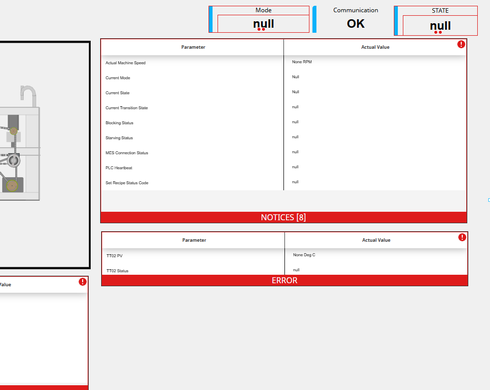 Mode
null
Communication
OK
STATE
null
Parameter Actual Value
Actual Machine Speed None RPM
Current Mode Null
Current State Null
Current Transition State null
Blocking Status null
Starving Status null
MES Connection Status null
PLC Heartbeat null
Set Recipe Status Code null
NOTICES [8]
Parameter Actual Value
TT02 PV None Deg C
TT02 Status null
ERROR
Value